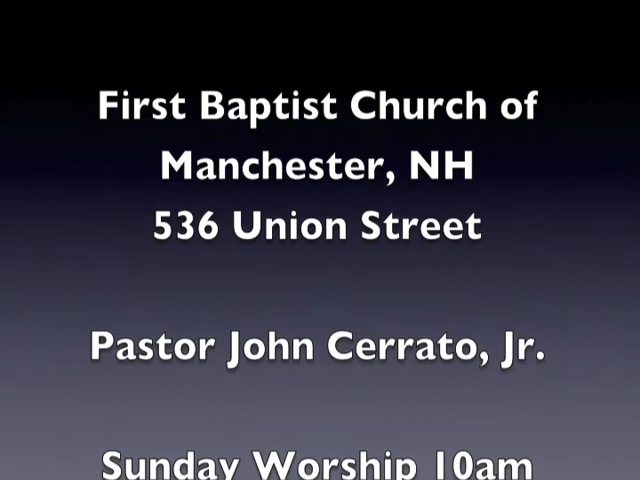 First Baptist Church of
Manchester, NH
536 Union Street
Pastor John Cerrato, Jr.
Sunday Worship 10am